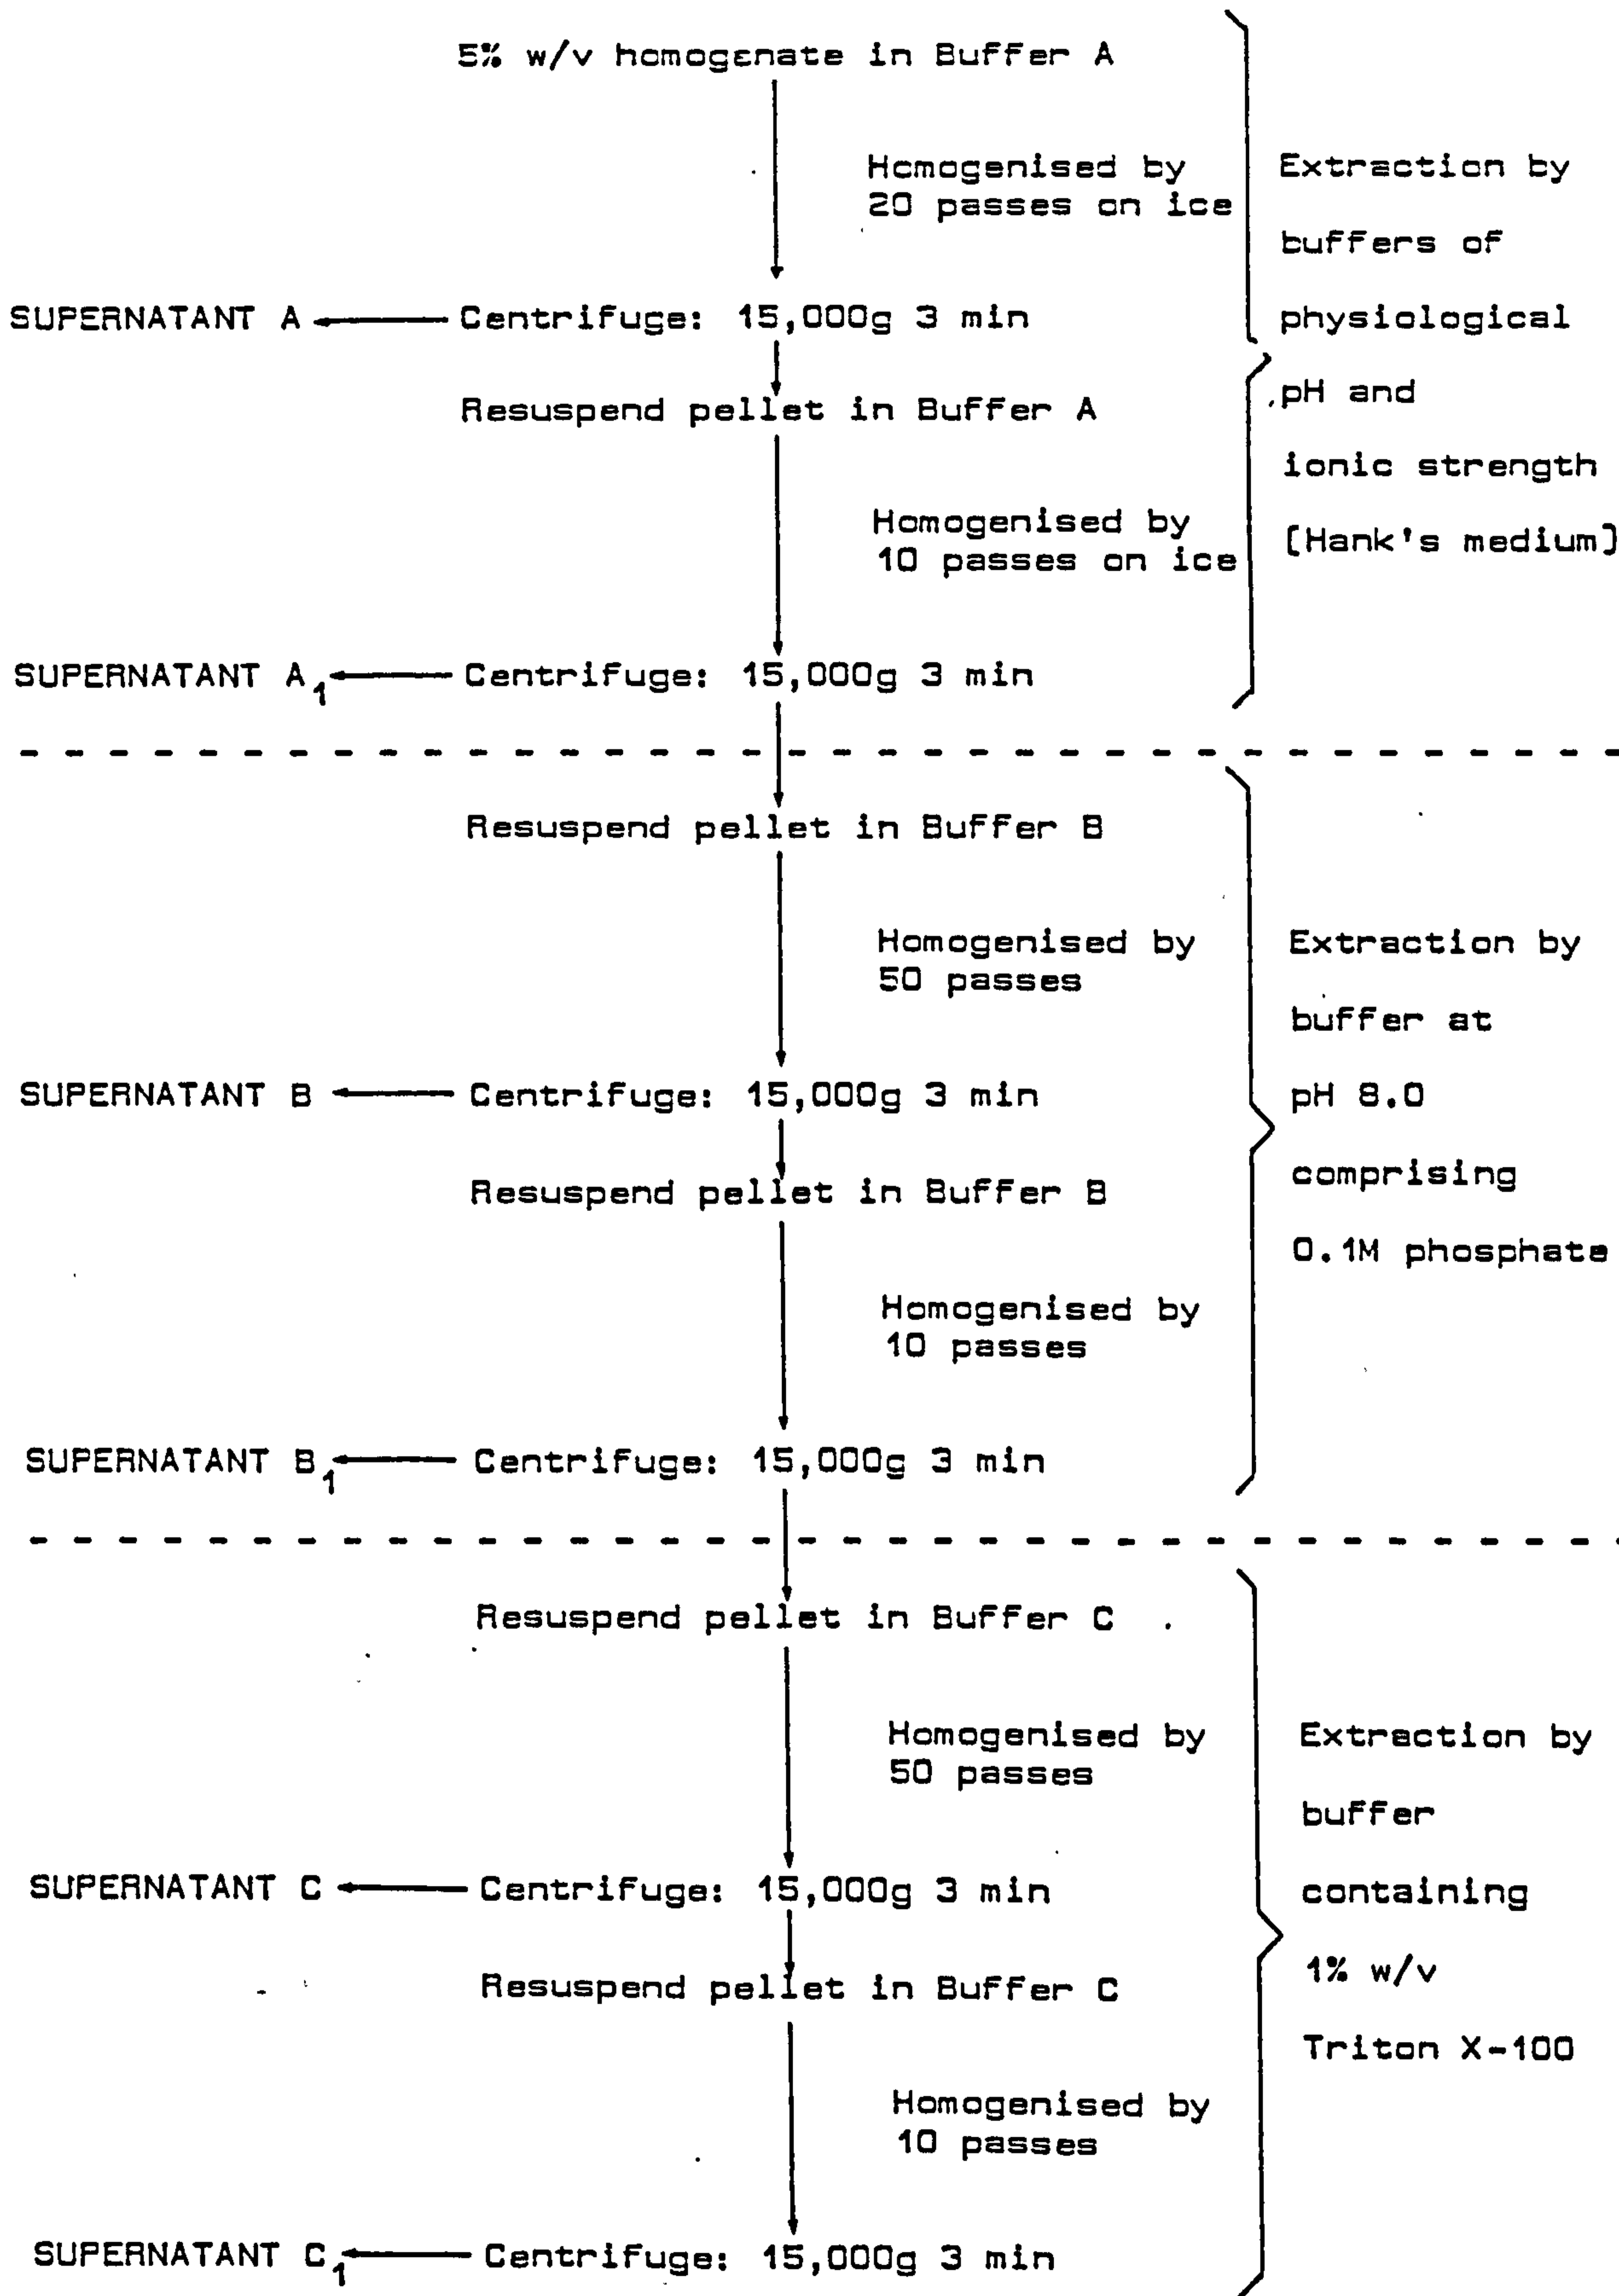 5% w/v homogenate in Buffer A
Homogenised by
20 passes on ice
Extraction by
buffers of
physiological
pH and
ionic strength
[Hank's medium]
SUPERNATANT A
Centrifuge: 15,000g 3 min
Resuspend pellet in Buffer A
Homogenised by
10 passes on ice
SUPERNATANT A1
Centrifuge: 15,000g 3 min
Resuspend pellet in Buffer B
Homogenised by
50 passes
Extraction by
buffer at
pH 8.0
comprising
0.1M phosphate
SUPERNATANT B
Centrifuge: 15,000g 3 min
Resuspend pellet in Buffer B
Homogenised by
10 passes
SUPERNATANT B1
Centrifuge: 15,000g 3 min
Resuspend pellet in Buffer C
Homogenised by
50 passes
Extraction by
buffer
containing
1% w/v
Triton X-100
SUPERNATANT C
Centrifuge: 15,000g 3 min
Resuspend pellet in Buffer C
Homogenised by
10 passes
SUPERNATANT C1
Centrifuge: 15,000g 3 min